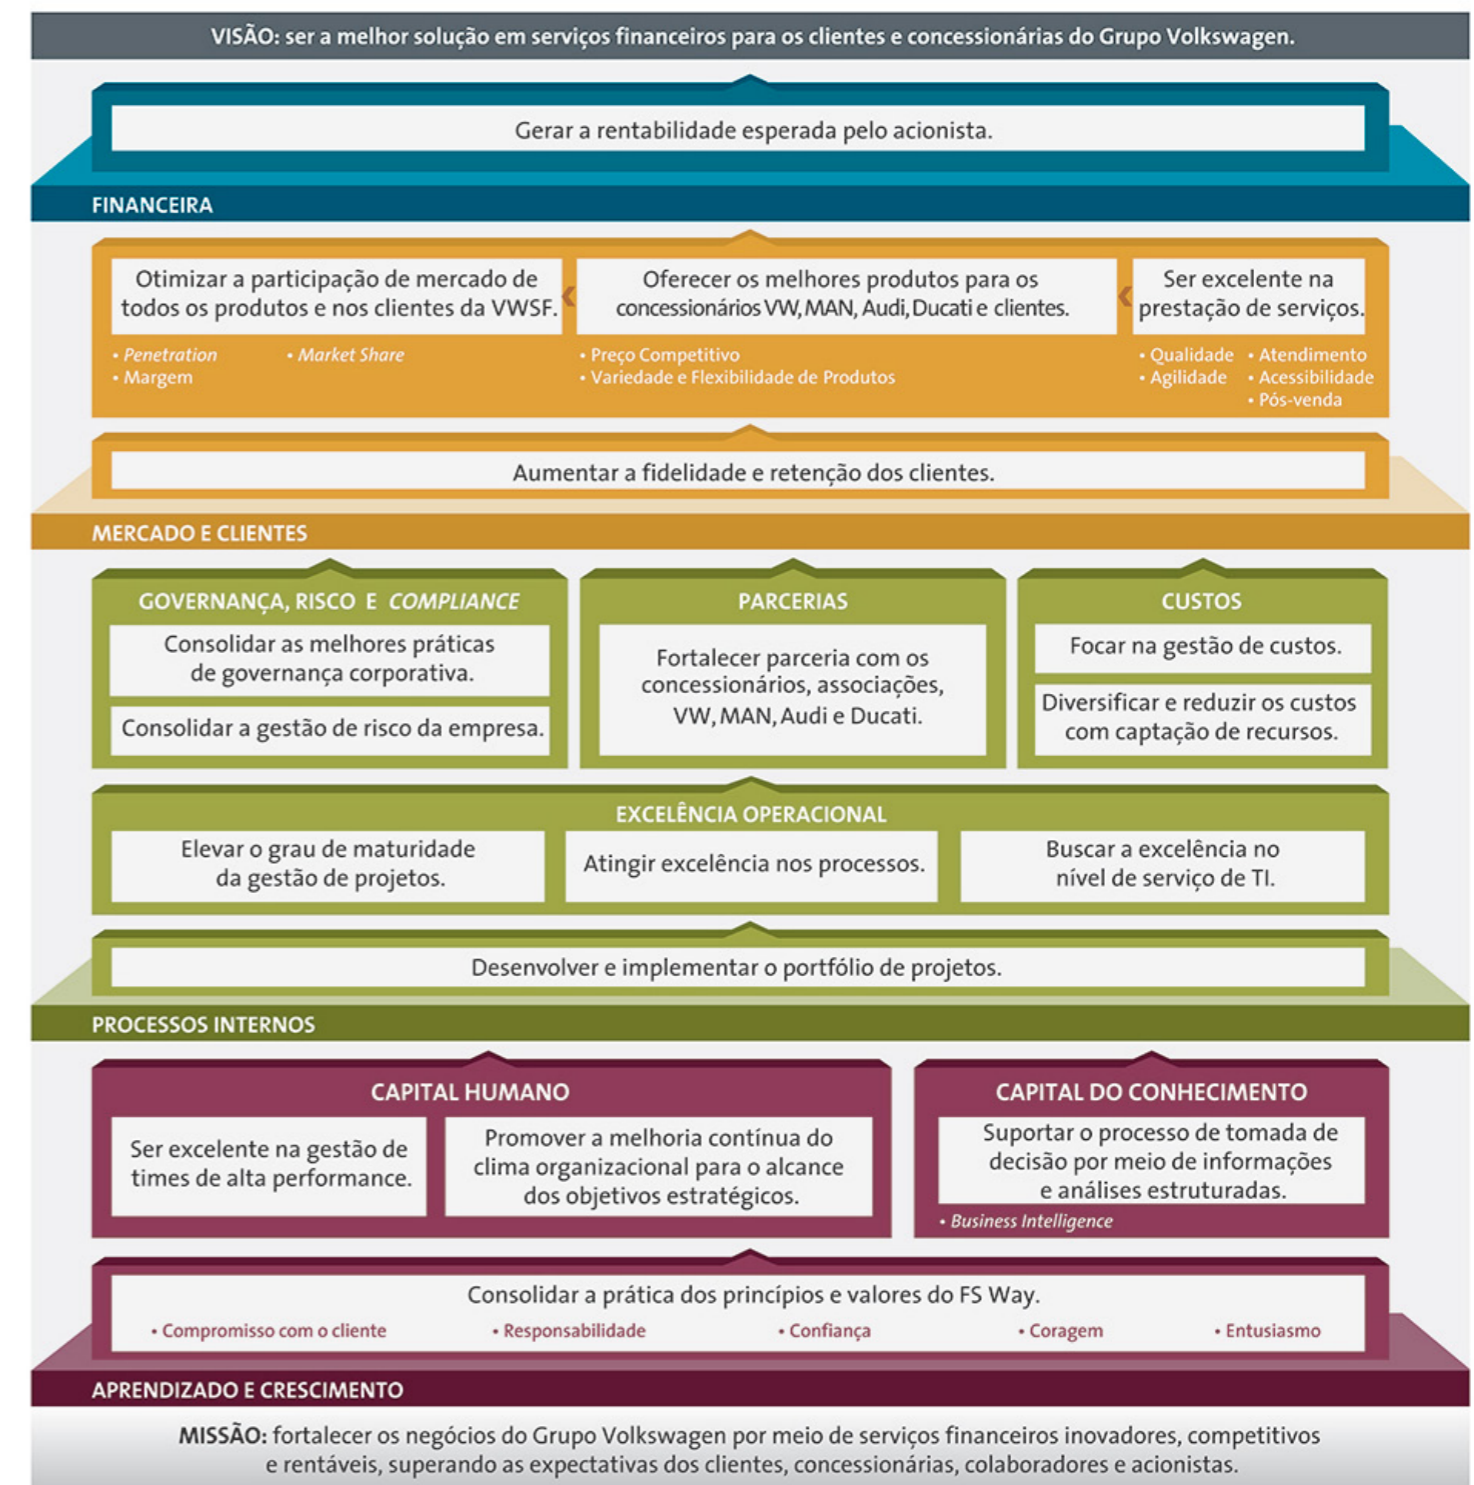 VISÃO: ser a melhor solução em serviços financeiros para os clientes e concessionárias do Grupo Volkswagen.
Gerar a rentabilidade esperada pelo acionista.
FINANCEIRA
Otimizar a participação de mercado de
todos os produtos e nos clientes da VWSF.
• Penetration
• Margem
• Market Share
Oferecer os melhores produtos para os
concessionários VW, MAN, Audi, Ducati e clientes.
• Preço Competitivo
• Variedade e Flexibilidade de Produtos
Ser excelente na
prestação de serviços.
• Qualidade
• Agilidade
• Atendimento
• Acessibilidade
• Pós-venda
Aumentar a fidelidade e retenção dos clientes.
MERCADO E CLIENTES
GOVERNANÇA, RISCO E COMPLIANCE
Consolidar as melhores práticas
de governança corporativa.
Consolidar a gestão de risco da empresa.
PARCERIAS
Fortalecer parceria com os
concessionários, associações,
VW, MAN, Audi e Ducati.
CUSTOS
Focar na gestão de custos.
Diversificar e reduzir os custos
com captação de recursos.
EXCELÊNCIA OPERACIONAL
Elevar o grau de maturidade
da gestão de projetos.
Atingir excelência nos processos.
Buscar a excelência no
nível de serviço de TI.
Desenvolver e implementar o portfólio de projetos.
PROCESSOS INTERNOS
CAPITAL HUMANO
Ser excelente na gestão de
times de alta performance.
Promover a melhoria contínua do
clima organizacional para o alcance
dos objetivos estratégicos.
CAPITAL DO CONHECIMENTO
Suportar o processo de tomada de
decisão por meio de informações
e análises estruturadas.
• Business Intelligence
Consolidar a prática dos princípios e valores do FS Way.
• Compromisso com o cliente
• Responsabilidade
• Confiança
• Coragem
• Entusiasmo
APRENDIZADO E CRESCIMENTO
MISSÃO: fortalecer os negócios do Grupo Volkswagen por meio de serviços financeiros inovadores, competitivos
e rentáveis, superando as expectativas dos clientes, concessionárias, colaboradores e acionistas.